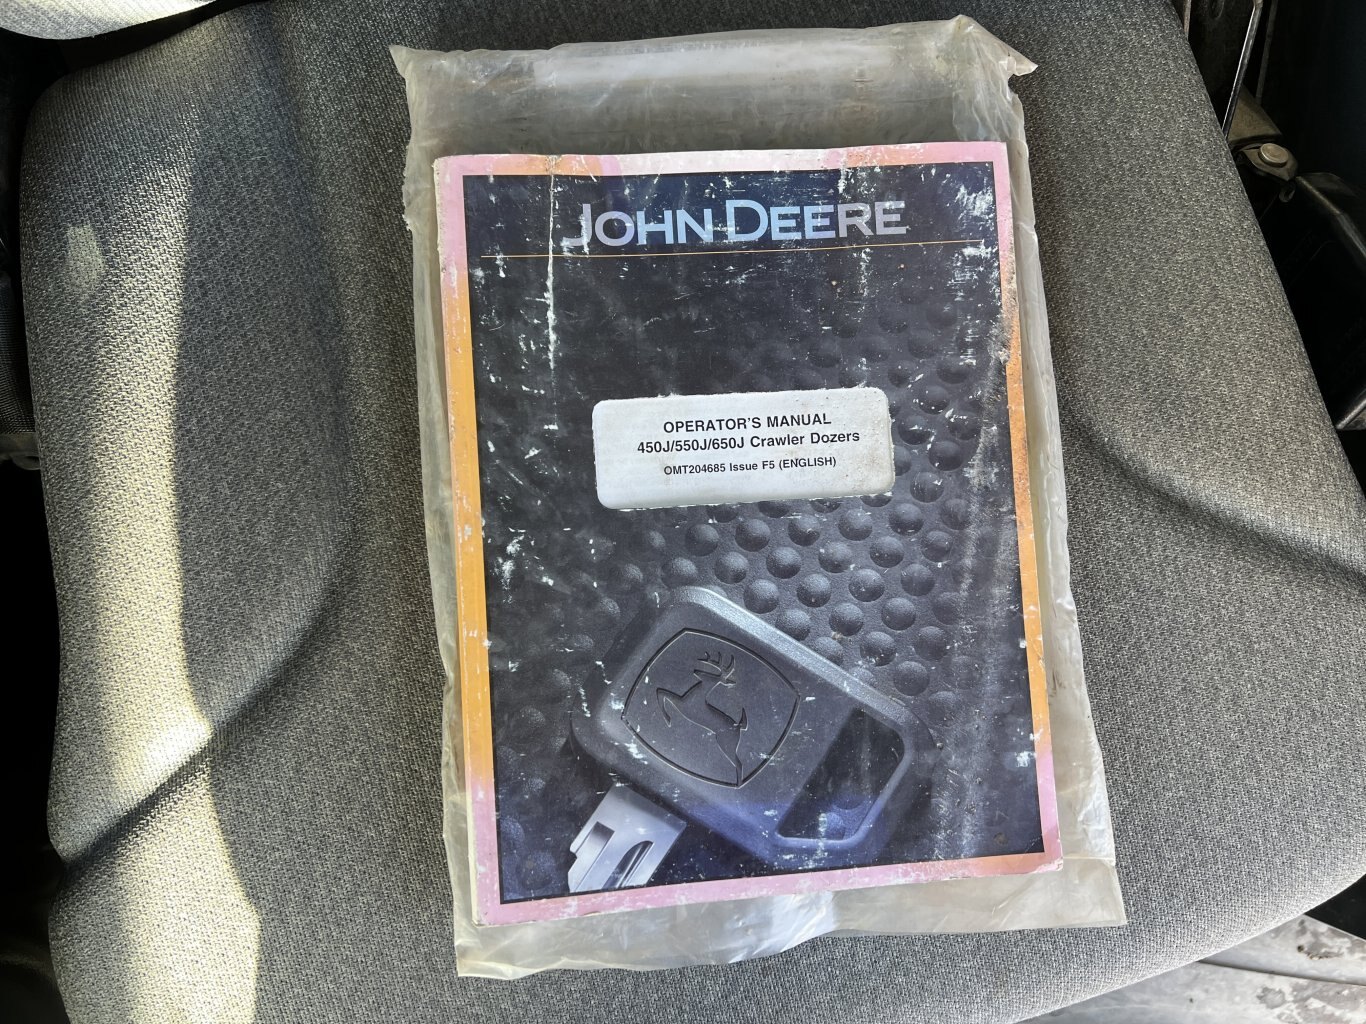 JOHN DEERE
OPERATOR'S MANUAL
450J/550J/650J Crawler Dozers
OMT204685 Issue F5 (ENGLISH)